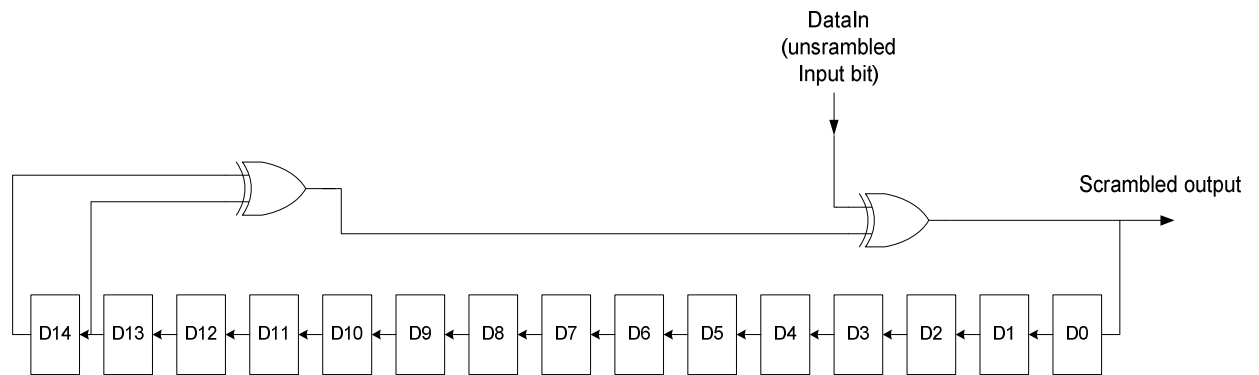 DataIn
(unsrambled
Input bit)
Scrambled output
D14
D13
D12
D11
D10
D9
D8
D7
D6
D5
D4
D3
D2
D1
D0